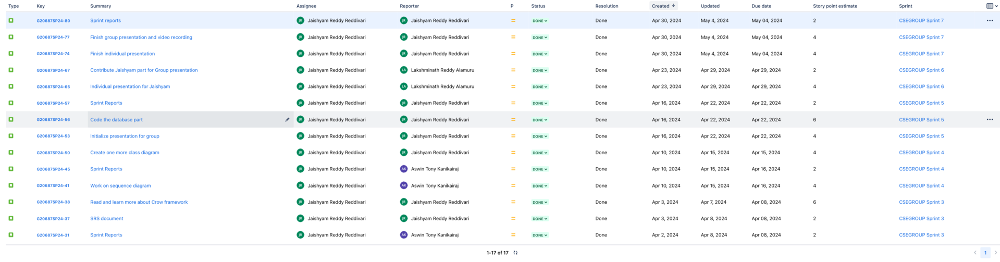 Type Key Summary Assignee Reporter P Status Resolution Created ↓ Updated Due date Story point estimate Sprint
G20687SP24-80 Sprint reports JR Jaishyam Reddy Reddivari JR Jaishyam Reddy Reddivari = DONE Done Apr 30, 2024 May 4, 2024 May 04, 2024 2 CSEGROUP Sprint 7 ...
G20687SP24-77 Finish group presentation and video recording JR Jaishyam Reddy Reddivari JR Jaishyam Reddy Reddivari = DONE Done Apr 30, 2024 May 4, 2024 May 04, 2024 4 CSEGROUP Sprint 7
G20687SP24-74 Finish individual presentation JR Jaishyam Reddy Reddivari JR Jaishyam Reddy Reddivari = DONE Done Apr 30, 2024 May 4, 2024 May 04, 2024 4 CSEGROUP Sprint 7
G20687SP24-67 Contribute Jaishyam part for Group presentation JR Jaishyam Reddy Reddivari LA Lakshminath Reddy Alamuru = DONE Done Apr 23, 2024 Apr 29, 2024 Apr 29, 2024 2 CSEGROUP Sprint 6
G20687SP24-65 Individual presentation for Jaishyam JR Jaishyam Reddy Reddivari LA Lakshminath Reddy Alamuru = DONE Done Apr 23, 2024 Apr 29, 2024 Apr 29, 2024 4 CSEGROUP Sprint 6
G20687SP24-57 Sprint Reports JR Jaishyam Reddy Reddivari JR Jaishyam Reddy Reddivari = DONE Done Apr 16, 2024 Apr 22, 2024 Apr 22, 2024 2 CSEGROUP Sprint 5
G20687SP24-56 Code the database part JR Jaishyam Reddy Reddivari JR Jaishyam Reddy Reddivari = DONE Done Apr 16, 2024 Apr 22, 2024 Apr 22, 2024 6 CSEGROUP Sprint 5 ...
G20687SP24-53 Initialize presentation for group JR Jaishyam Reddy Reddivari JR Jaishyam Reddy Reddivari = DONE Done Apr 16, 2024 Apr 22, 2024 Apr 22, 2024 4 CSEGROUP Sprint 5
G20687SP24-50 Create one more class diagram JR Jaishyam Reddy Reddivari JR Jaishyam Reddy Reddivari = DONE Done Apr 10, 2024 Apr 15, 2024 Apr 15, 2024 4 CSEGROUP Sprint 4
G20687SP24-45 Sprint Reports JR Jaishyam Reddy Reddivari AK Aswin Tony Kanikairaj = DONE Done Apr 10, 2024 Apr 15, 2024 Apr 16, 2024 2 CSEGROUP Sprint 4
G20687SP24-41 Work on sequence diagram JR Jaishyam Reddy Reddivari AK Aswin Tony Kanikairaj = DONE Done Apr 10, 2024 Apr 15, 2024 Apr 16, 2024 4 CSEGROUP Sprint 4
G20687SP24-38 Read and learn more about Crow framework JR Jaishyam Reddy Reddivari JR Jaishyam Reddy Reddivari = DONE Done Apr 3, 2024 Apr 7, 2024 Apr 08, 2024 6 CSEGROUP Sprint 3
G20687SP24-37 SRS document JR Jaishyam Reddy Reddivari JR Jaishyam Reddy Reddivari = DONE Done Apr 3, 2024 Apr 8, 2024 Apr 08, 2024 2 CSEGROUP Sprint 3
G20687SP24-31 Sprint Reports JR Jaishyam Reddy Reddivari AK Aswin Tony Kanikairaj = DONE Done Apr 2, 2024 Apr 8, 2024 Apr 08, 2024 2 CSEGROUP Sprint 3
1-17 of 17 < 1 >